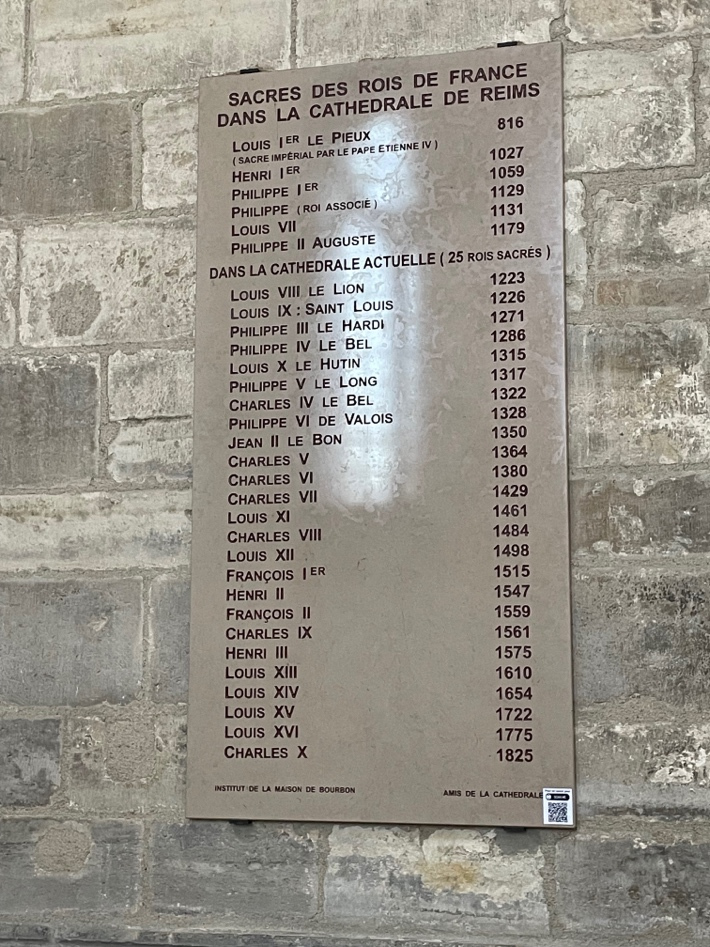 SACRES DES ROIS DE FRANCE
DANS LA CATHEDRALE DE REIMS
LOUIS IER LE PIEUX 816
( SACRE IMPÉRIAL PAR LE PAPE ETIENNE IV )
HENRI IER 1027
PHILIPPE IER 1059
PHILIPPE ( ROI ASSOCIÉ ) 1129
LOUIS VII 1131
PHILIPPE II AUGUSTE 1179
DANS LA CATHEDRALE ACTUELLE ( 25 ROIS SACRÉS )
LOUIS VIII LE LION 1223
LOUIS IX : SAINT LOUIS 1226
PHILIPPE III LE HARDI 1271
PHILIPPE IV LE BEL 1286
LOUIS X LE HUTIN 1315
PHILIPPE V LE LONG 1317
CHARLES IV LE BEL 1322
PHILIPPE VI DE VALOIS 1328
JEAN II LE BON 1350
CHARLES V 1364
CHARLES VI 1380
CHARLES VII 1429
LOUIS XI 1461
CHARLES VIII 1484
LOUIS XII 1498
FRANÇOIS IER 1515
HENRI II 1547
FRANÇOIS II 1559
CHARLES IX 1561
HENRI III 1575
LOUIS XIII 1610
LOUIS XIV 1654
LOUIS XV 1722
LOUIS XVI 1775
CHARLES X 1825
INSTITUT DE LA MAISON DE BOURBON AMIS DE LA CATHEDRALE